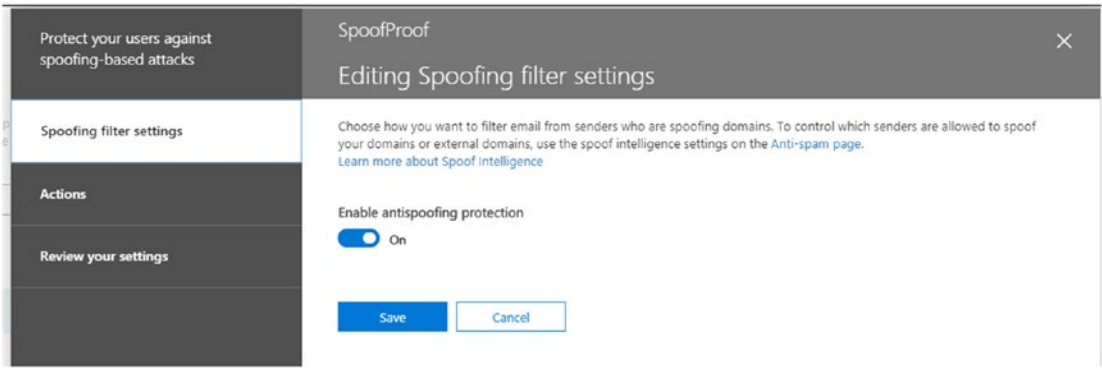 Protect your users against
spoofing-based attacks
Spoofing filter settings
Actions
Review your settings
SpoofProof
Editing Spoofing filter settings
Choose how you want to filter email from senders who are spoofing domains. To control which senders are allowed to spoof
your domains or external domains, use the spoof intelligence settings on the Anti-spam page.
Learn more about Spoof Intelligence
Enable antispoofing protection
On
Save
Cancel